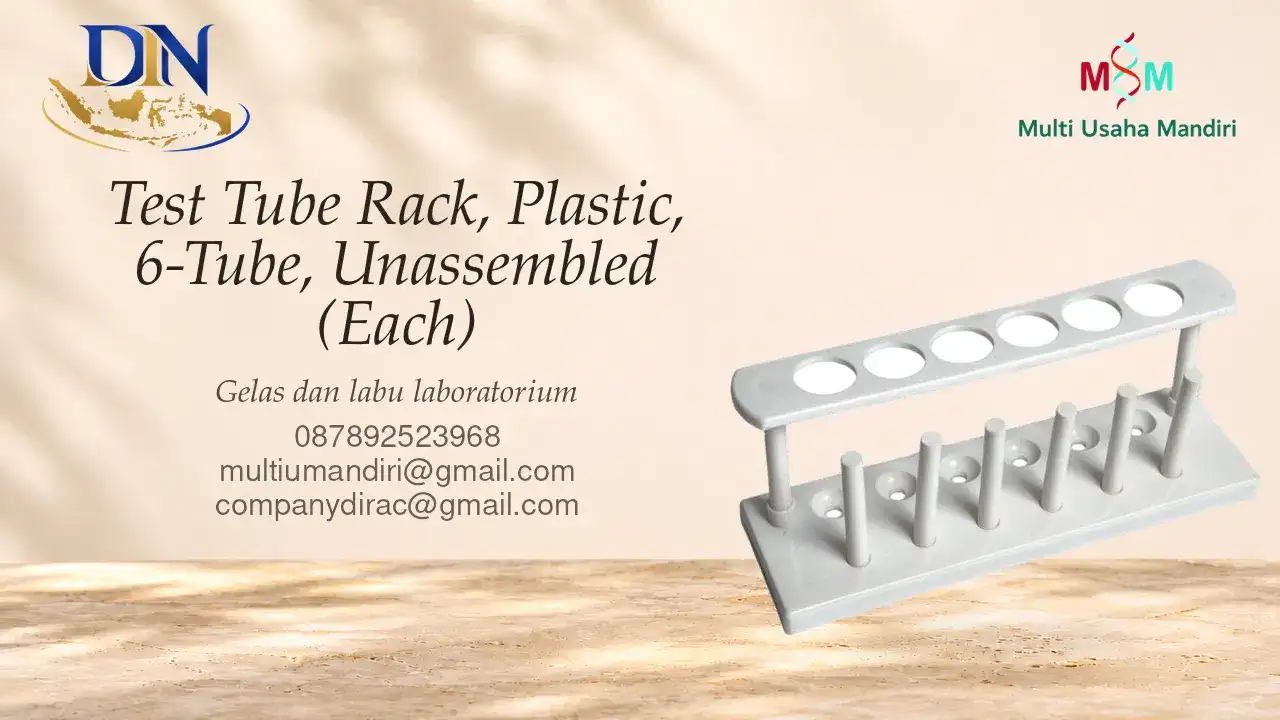 DIN
MSM
Multi Usaha Mandiri
Test Tube Rack, Plastic,
6-Tube, Unassembled
(Each)
Gelas dan labu laboratorium
087892523968
multiumandiri@gmail.com
companydirac@gmail.com